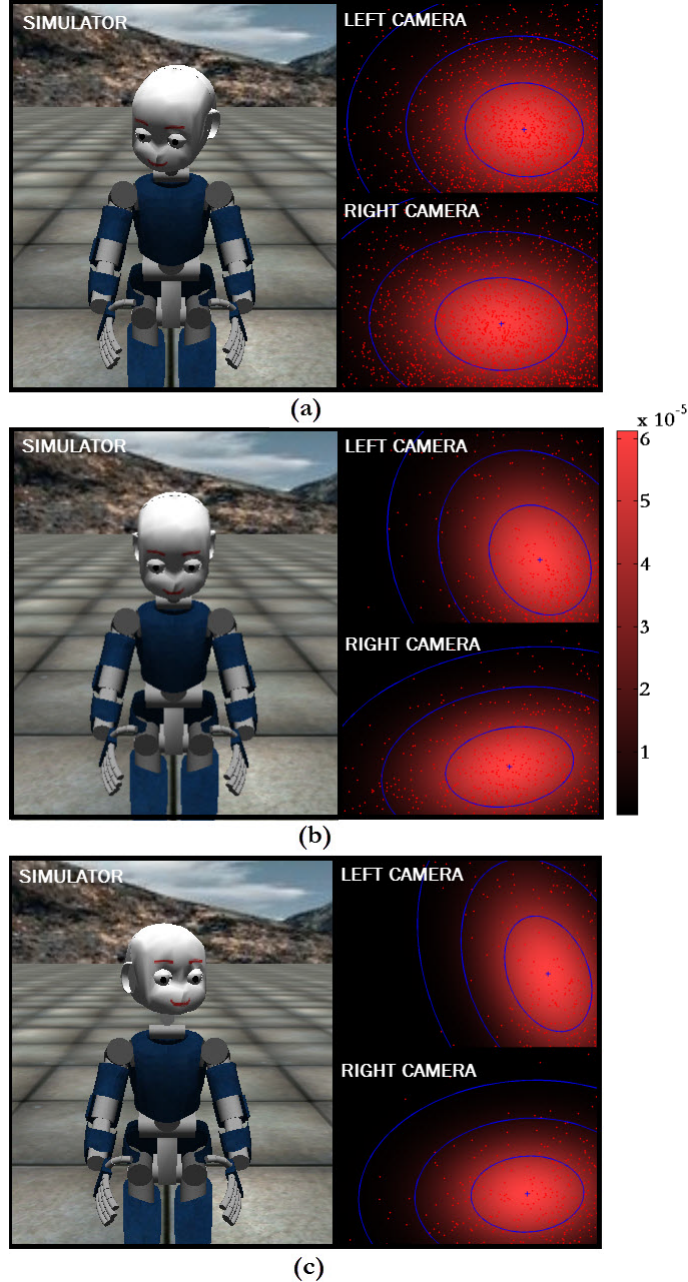 SIMULATOR
LEFT CAMERA
RIGHT CAMERA
(a)
x 10⁻⁵
SIMULATOR
LEFT CAMERA
6
5
4
3
2
1
RIGHT CAMERA
(b)
SIMULATOR
LEFT CAMERA
RIGHT CAMERA
(c)